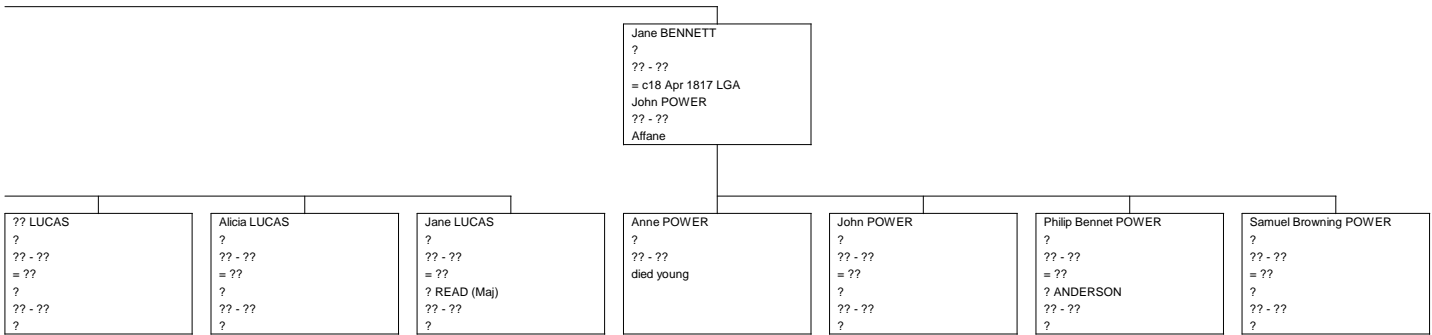 Jane BENNETT
?
?? - ??
= c18 Apr 1817 LGA
John POWER
?? - ??
Affane
?? LUCAS
?
?? - ??
= ??
?
?? - ??
?
Alicia LUCAS
?
?? - ??
= ??
?
?? - ??
?
Jane LUCAS
?
?? - ??
= ??
? READ (Maj)
?? - ??
?
Anne POWER
?
?? - ??
died young
John POWER
?
?? - ??
= ??
?
?? - ??
?
Philip Bennet POWER
?
?? - ??
= ??
? ANDERSON
?? - ??
?
Samuel Browning POWER
?
?? - ??
= ??
?
?? - ??
?